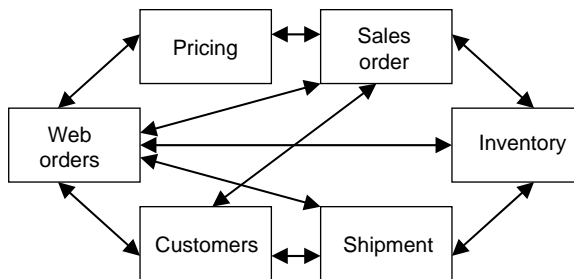 Pricing
Sales
order
Web
orders
Inventory
Customers
Shipment